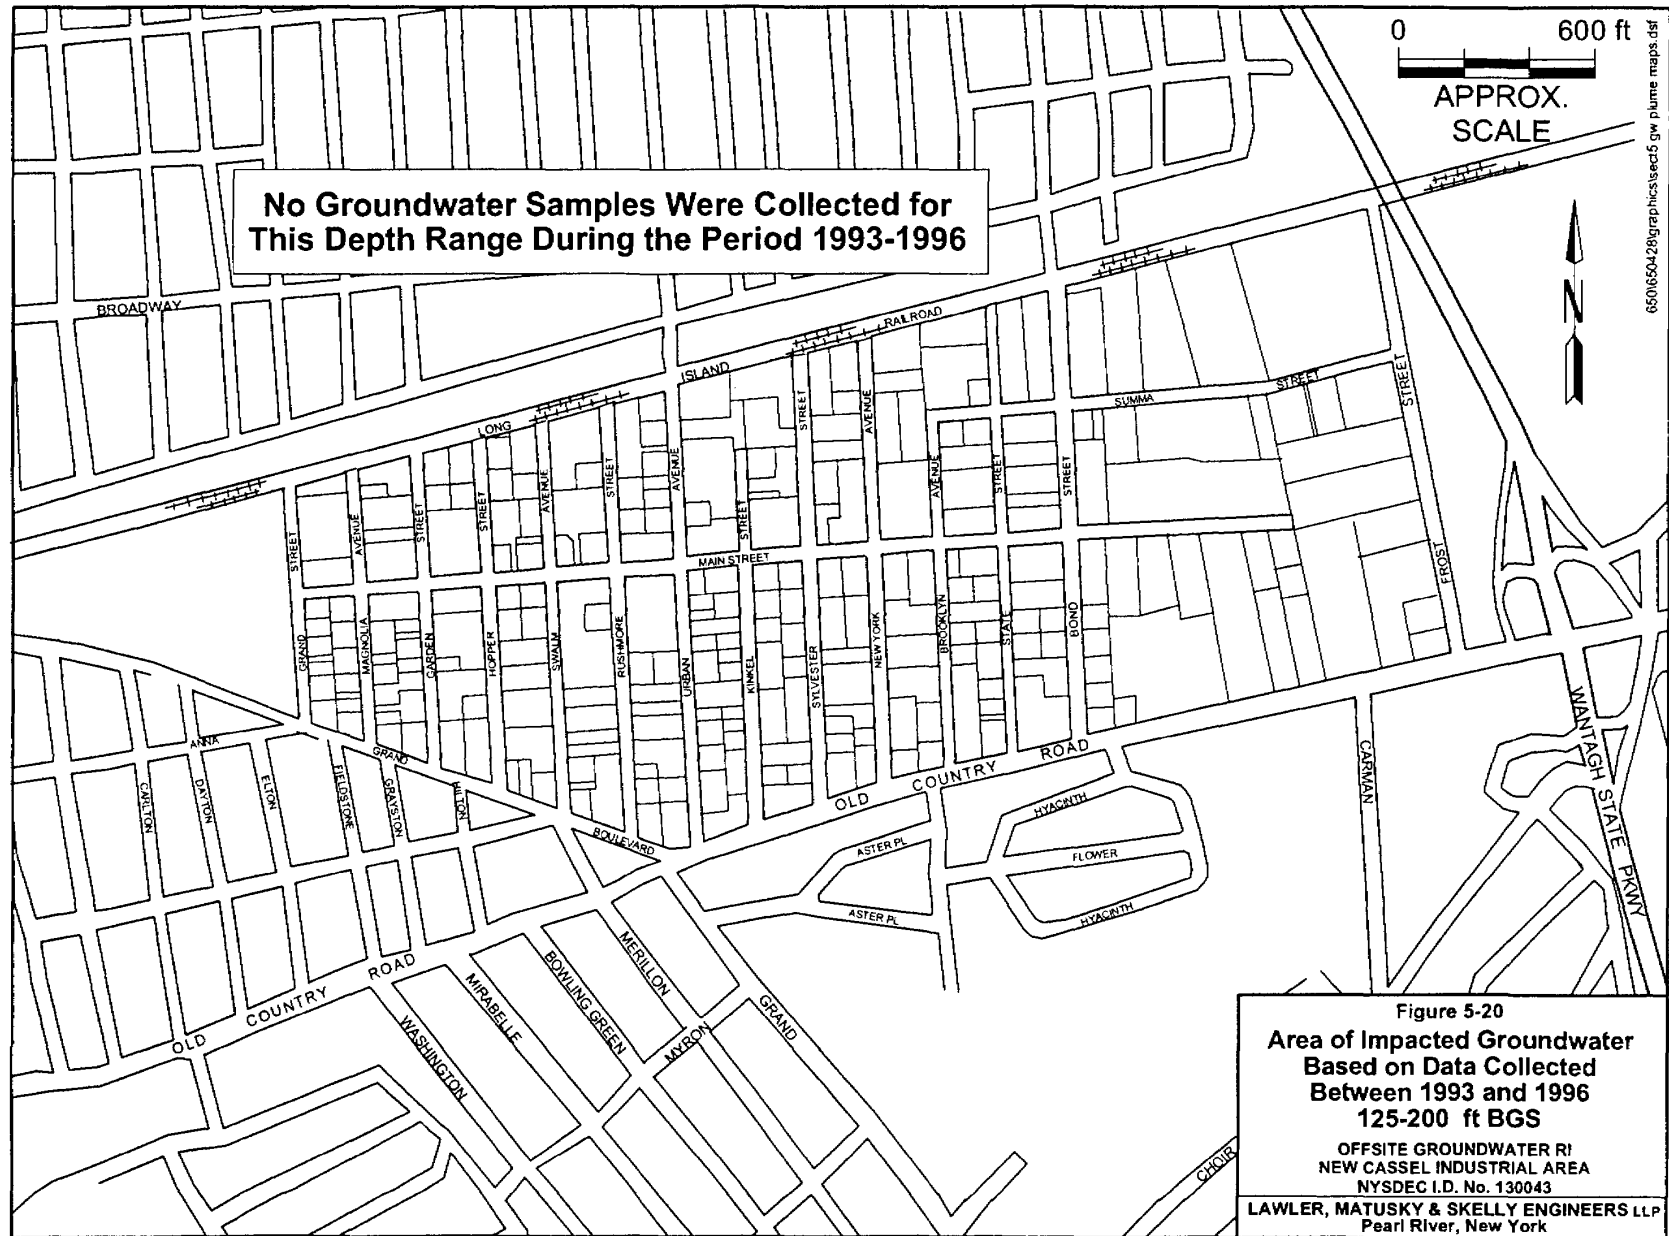 0 600 ft
APPROX.
SCALE
650\650428\graphics\sect5 gw plume maps.dsf
No Groundwater Samples Were Collected for
This Depth Range During the Period 1993-1996
N
BROADWAY
LONG
ISLAND
RAILROAD
SUMMA
STREET
STREET
FROST
STREET
AVENUE
STREET
STREET
AVENUE
STREET
AVENUE
STREET
STREET
AVENUE
AVENUE
STREET
STREET
MAIN STREET
GRAND
MAGNOLIA
GARDEN
HOPPER
SWALM
RUSHMORE
URBAN
KINKEL
SYLVESTER
NEW YORK
BROOKLYN
STATE
BOND
ANNA
GRAND
BOULEVARD
CARLTON
DAYTON
ELTON
FIELDSTONE
GRAYSTON
HILTON
OLD COUNTRY ROAD
HYACINTH
ASTER PL
FLOWER
ASTER PL
HYACINTH
CARMAN
WANTAGH STATE PKWY
OLD COUNTRY ROAD
WASHINGTON
MIRABELLE
BOWLING GREEN
MERILLON
MYRON
GRAND
CHOIR
Figure 5-20
Area of Impacted Groundwater
Based on Data Collected
Between 1993 and 1996
125-200 ft BGS
OFFSITE GROUNDWATER RI
NEW CASSEL INDUSTRIAL AREA
NYSDEC I.D. No. 130043
LAWLER, MATUSKY & SKELLY ENGINEERS LLP
Pearl River, New York